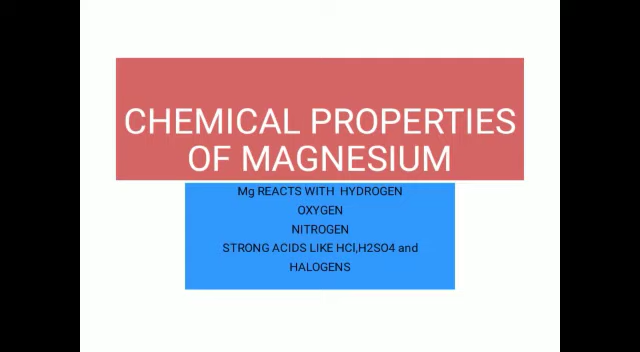 CHEMICAL PROPERTIES
OF MAGNESIUM
Mg REACTS WITH HYDROGEN
OXYGEN
NITROGEN
STRONG ACIDS LIKE HCl,H2SO4 and
HALOGENS